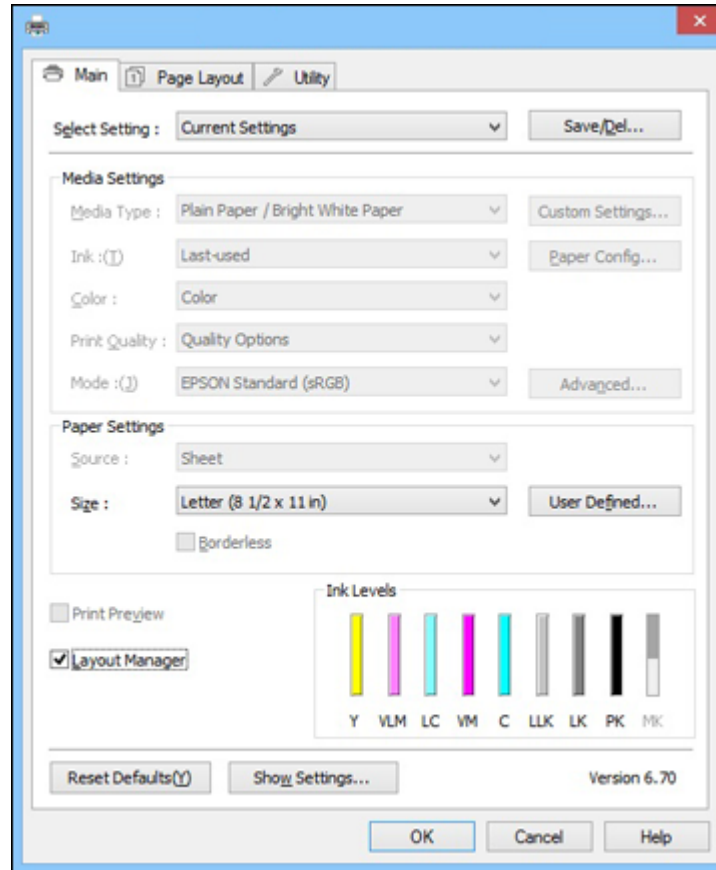 Main Page Layout Utility
Select Setting : Current Settings Save/Del...
Media Settings
Media Type : Plain Paper / Bright White Paper Custom Settings...
Ink :(T) Last-used Paper Config...
Color : Color
Print Quality : Quality Options
Mode :(J) EPSON Standard (sRGB) Advanced...
Paper Settings
Source : Sheet
Size : Letter (8 1/2 x 11 in) User Defined...
Borderless
Ink Levels
Print Preview
Layout Manager
Y VLM LC VM C LLK LK PK MK
Reset Defaults(Y) Show Settings... Version 6.70
OK Cancel Help